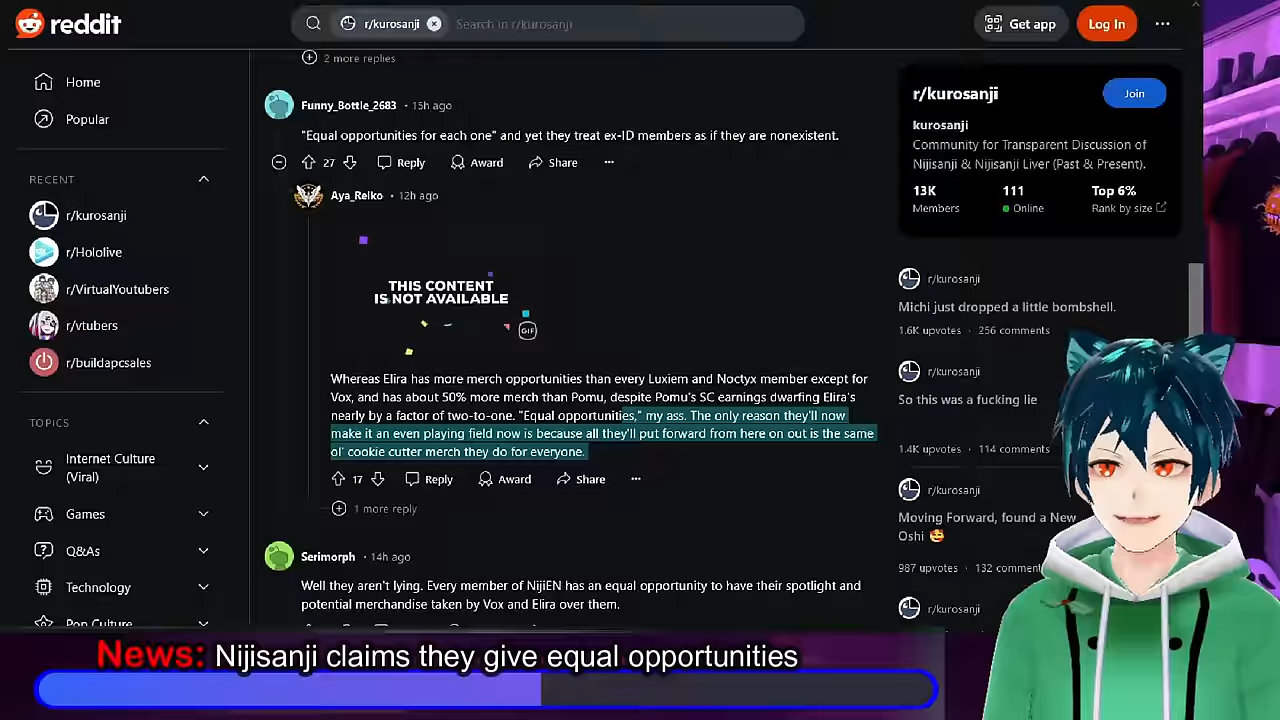 reddit
r/kurosanji
Search in r/kurosanji
Get app
Log In
Home
Popular
RECENT
r/kurosanji
r/Hololive
r/VirtualYoutubers
r/vtubers
r/buildapcsales
TOPICS
Internet Culture
(Viral)
Games
Q&As
Technology
Pop Culture
2 more replies
Funny_Bottle_2683 • 15h ago
"Equal opportunities for each one" and yet they treat ex-ID members as if they are nonexistent.
27 Reply Award Share
Aya_Reiko • 12h ago
THIS CONTENT
IS NOT AVAILABLE
GIF
Whereas Elira has more merch opportunities than every Luxiem and Noctyx member except for
Vox, and has about 50% more merch than Pomu, despite Pomu's SC earnings dwarfing Elira's
nearly by a factor of two-to-one. "Equal opportunities," my ass. The only reason they'll now
make it an even playing field now is because all they'll put forward from here on out is the same
ol' cookie cutter merch they do for everyone.
17 Reply Award Share
1 more reply
Serimorph • 14h ago
Well they aren't lying. Every member of NijiEN has an equal opportunity to have their spotlight and
potential merchandise taken by Vox and Elira over them.
r/kurosanji
Join
kurosanji
Community for Transparent Discussion of
Nijisanji & Nijisanji Liver (Past & Present).
13K 111 Top 6%
Members Online Rank by size
r/kurosanji
Michi just dropped a little bombshell.
1.6K upvotes · 256 comments
r/kurosanji
So this was a fucking lie
1.4K upvotes · 114 comments
r/kurosanji
Moving Forward, found a New
Oshi 🥰
987 upvotes · 132 comment
r/kurosanji
News: Nijisanji claims they give equal opportunities